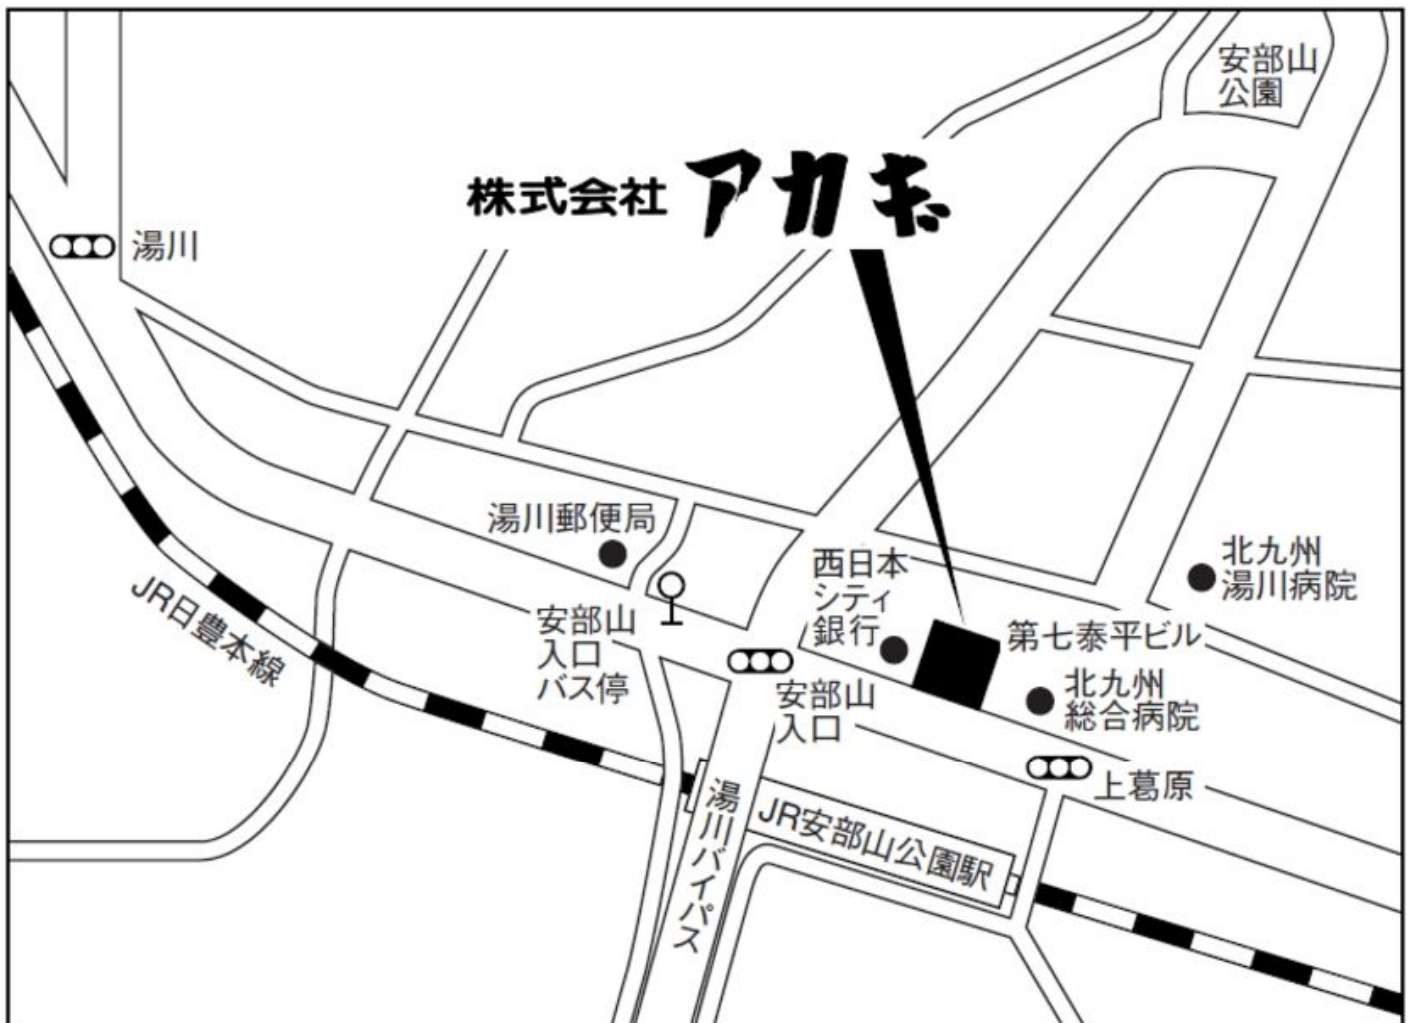 安部山
公園
株式会社アカギ
湯川
湯川郵便局
西日本
シティ
銀行
北九州
湯川病院
JR日豊本線
安部山
入口
バス停
第七泰平ビル
安部山
入口
北九州
総合病院
上葛原
湯川バイパス
JR安部山公園駅